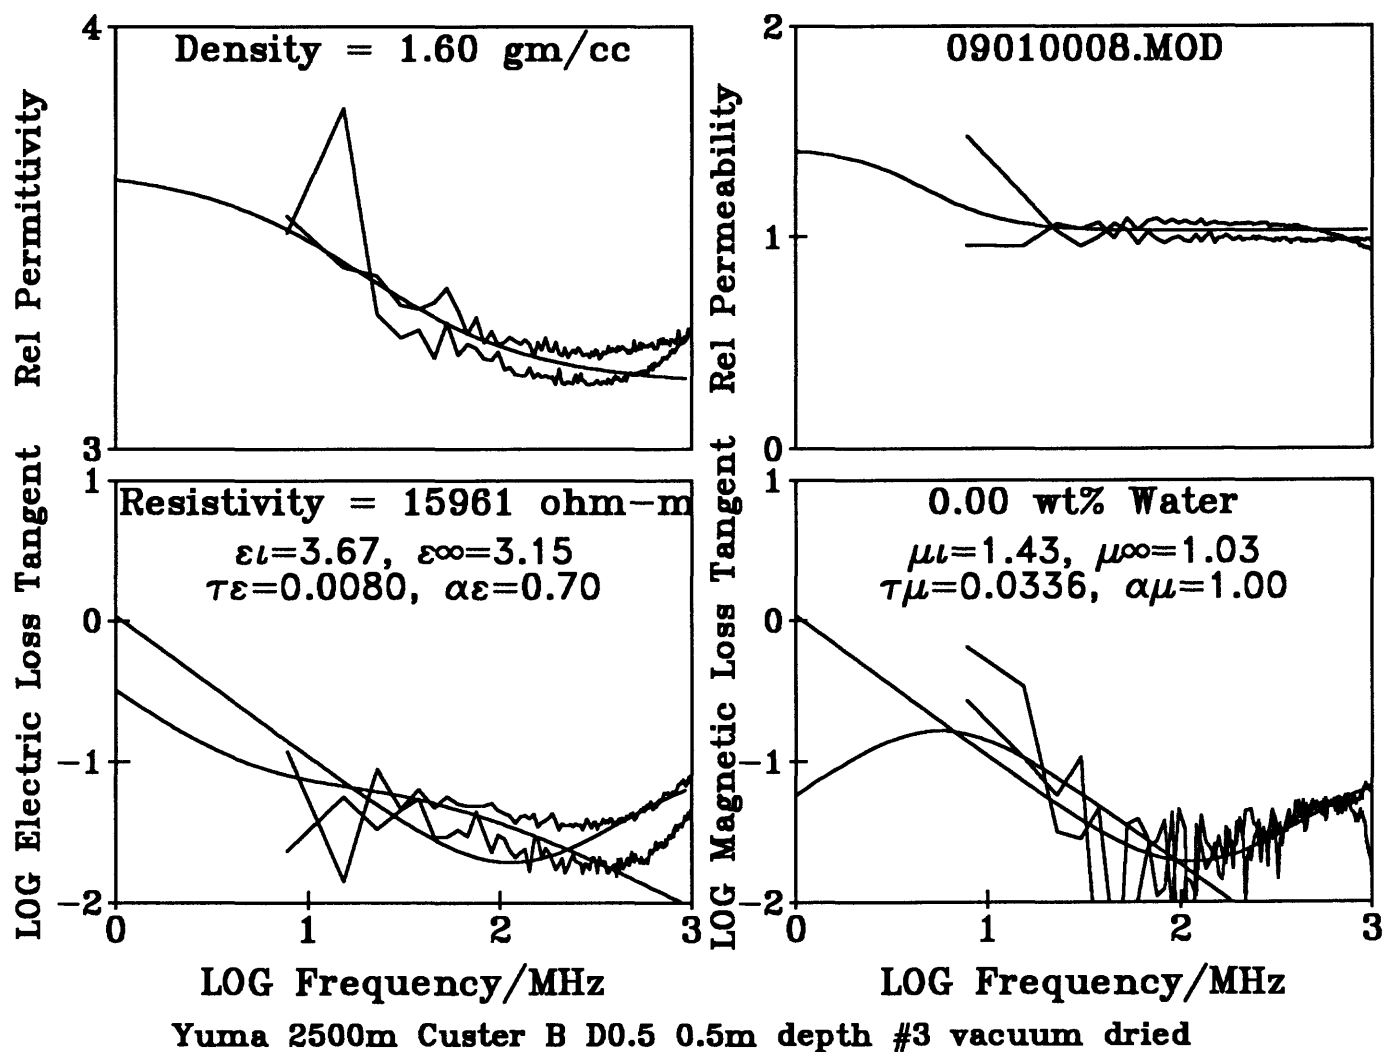 4
Density = 1.60 gm/cc
Rel Permittivity
3
2
09010008.MOD
Rel Permeability
1
0
1
Resistivity = 15961 ohm-m
ει=3.67, ε∞=3.15
τε=0.0080, αε=0.70
LOG Electric Loss Tangent
0
-1
-2
0 1 2 3
LOG Frequency/MHz
1
0.00 wt% Water
μι=1.43, μ∞=1.03
τμ=0.0336, αμ=1.00
LOG Magnetic Loss Tangent
0
-1
-2
0 1 2 3
LOG Frequency/MHz
Yuma 2500m Custer B D0.5 0.5m depth #3 vacuum dried